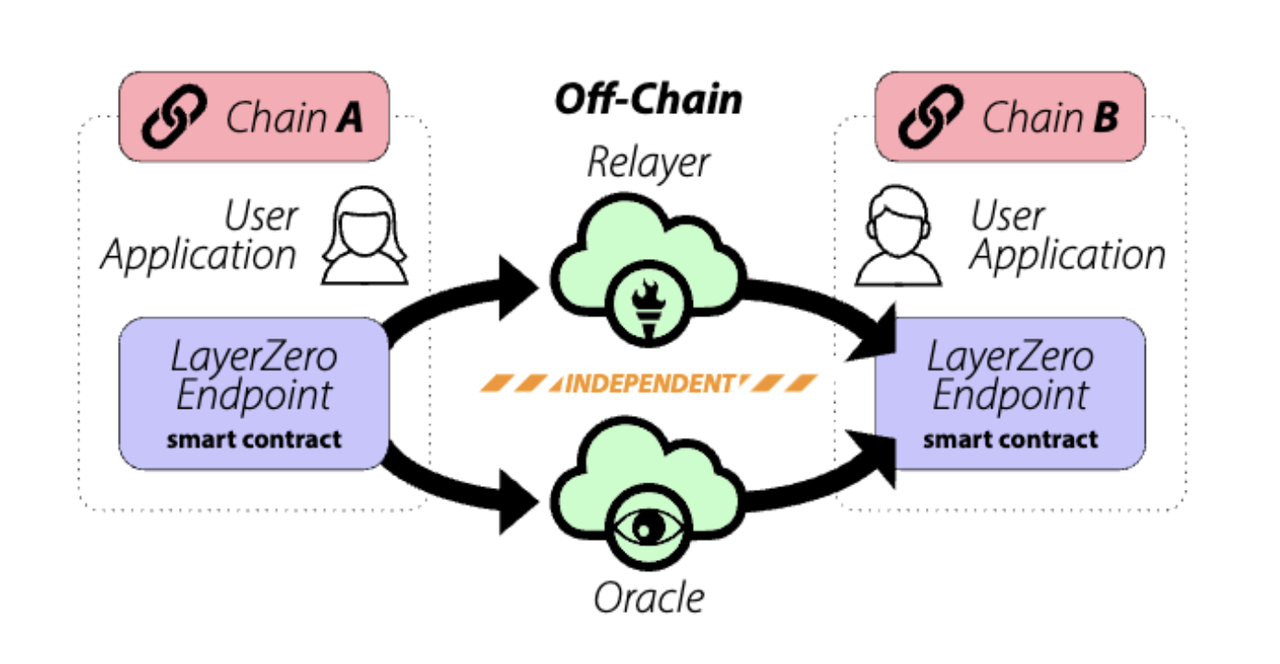 Chain A
Off-Chain
Chain B
Relayer
User
Application
User
Application
LayerZero
Endpoint
smart contract
INDEPENDENT
LayerZero
Endpoint
smart contract
Oracle